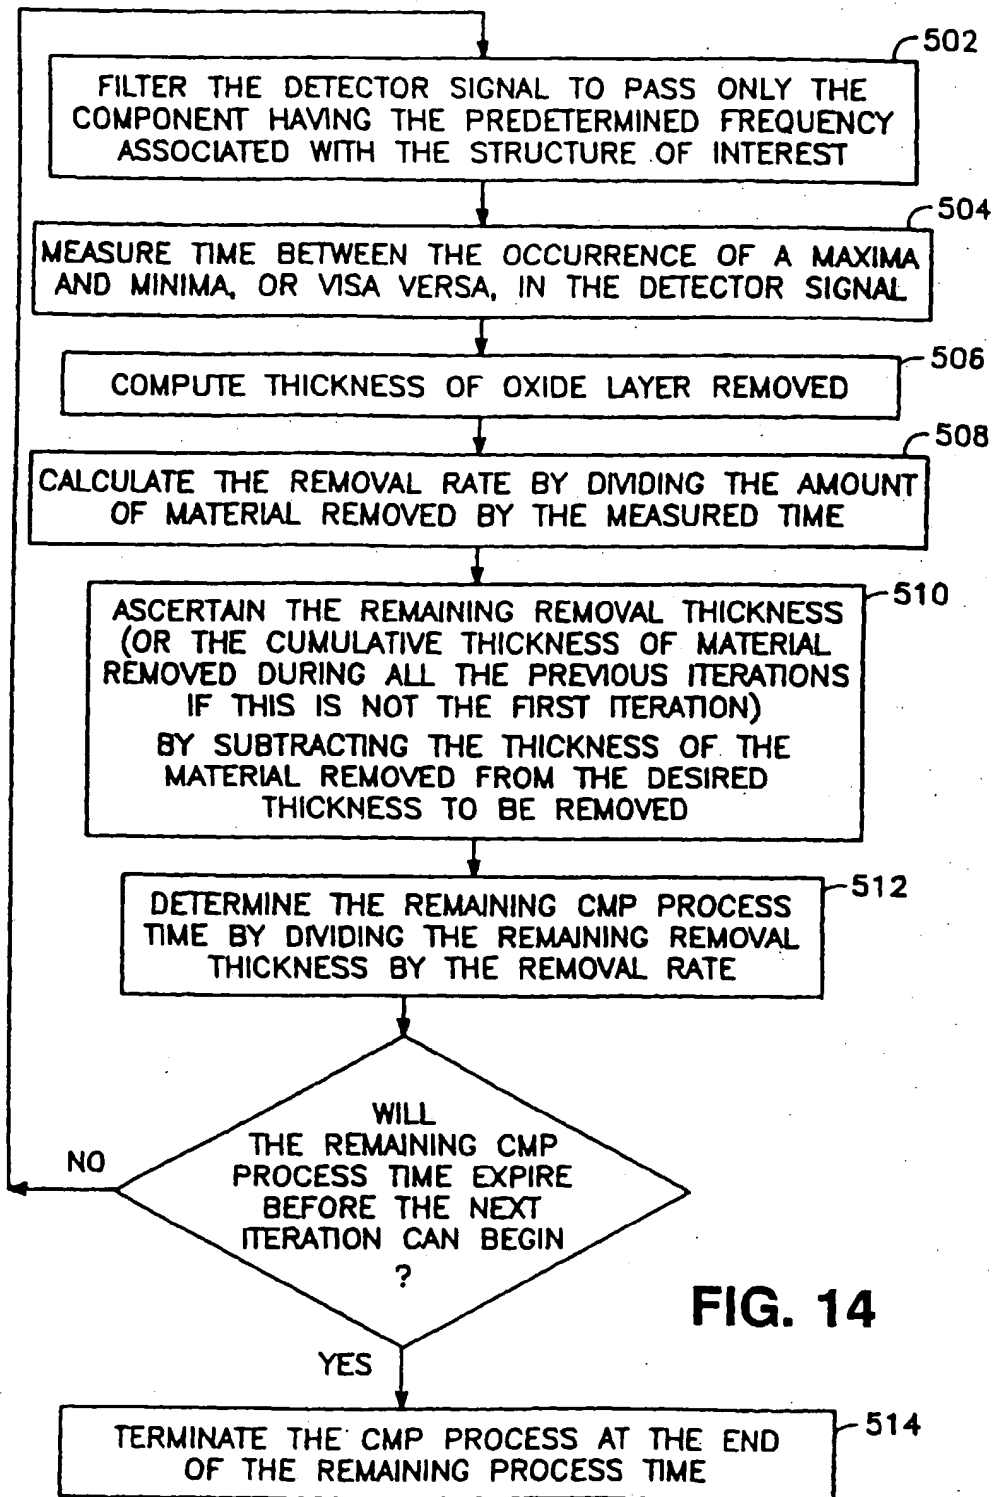 502
FILTER THE DETECTOR SIGNAL TO PASS ONLY THE
COMPONENT HAVING THE PREDETERMINED FREQUENCY
ASSOCIATED WITH THE STRUCTURE OF INTEREST
504
MEASURE TIME BETWEEN THE OCCURRENCE OF A MAXIMA
AND MINIMA, OR VISA VERSA, IN THE DETECTOR SIGNAL
506
COMPUTE THICKNESS OF OXIDE LAYER REMOVED
508
CALCULATE THE REMOVAL RATE BY DIVIDING THE AMOUNT
OF MATERIAL REMOVED BY THE MEASURED TIME
510
ASCERTAIN THE REMAINING REMOVAL THICKNESS
(OR THE CUMULATIVE THICKNESS OF MATERIAL
REMOVED DURING ALL THE PREVIOUS ITERATIONS
IF THIS IS NOT THE FIRST ITERATION)
BY SUBTRACTING THE THICKNESS OF THE
MATERIAL REMOVED FROM THE DESIRED
THICKNESS TO BE REMOVED
512
DETERMINE THE REMAINING CMP PROCESS
TIME BY DIVIDING THE REMAINING REMOVAL
THICKNESS BY THE REMOVAL RATE
WILL
THE REMAINING CMP
PROCESS TIME EXPIRE
BEFORE THE NEXT
ITERATION CAN BEGIN
?
NO
FIG. 14
YES
514
TERMINATE THE CMP PROCESS AT THE END
OF THE REMAINING PROCESS TIME